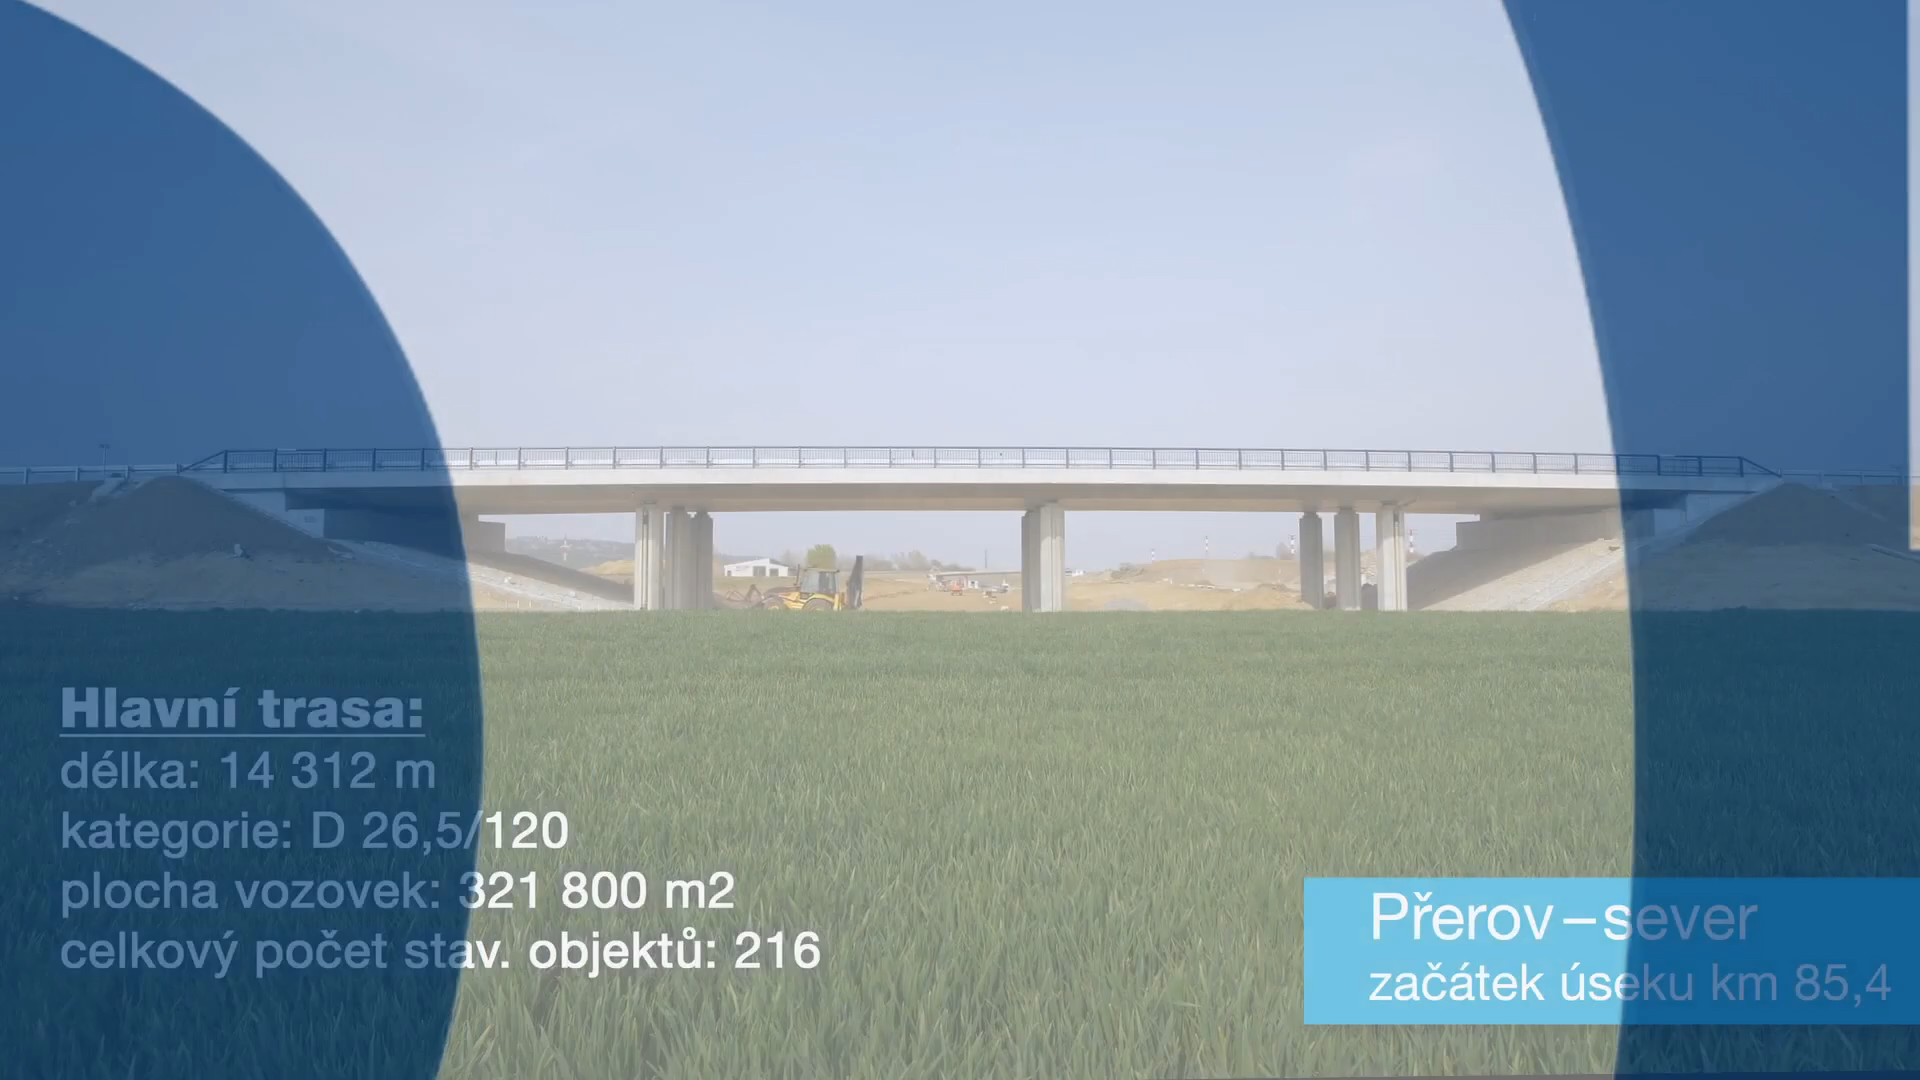 Hlavní trasa:
délka: 14 312 m
kategorie: D 26,5/120
plocha vozovek: 321 800 m2
celkový počet stav. objektů: 216
Přerov–sever
začátek úseku km 85,4